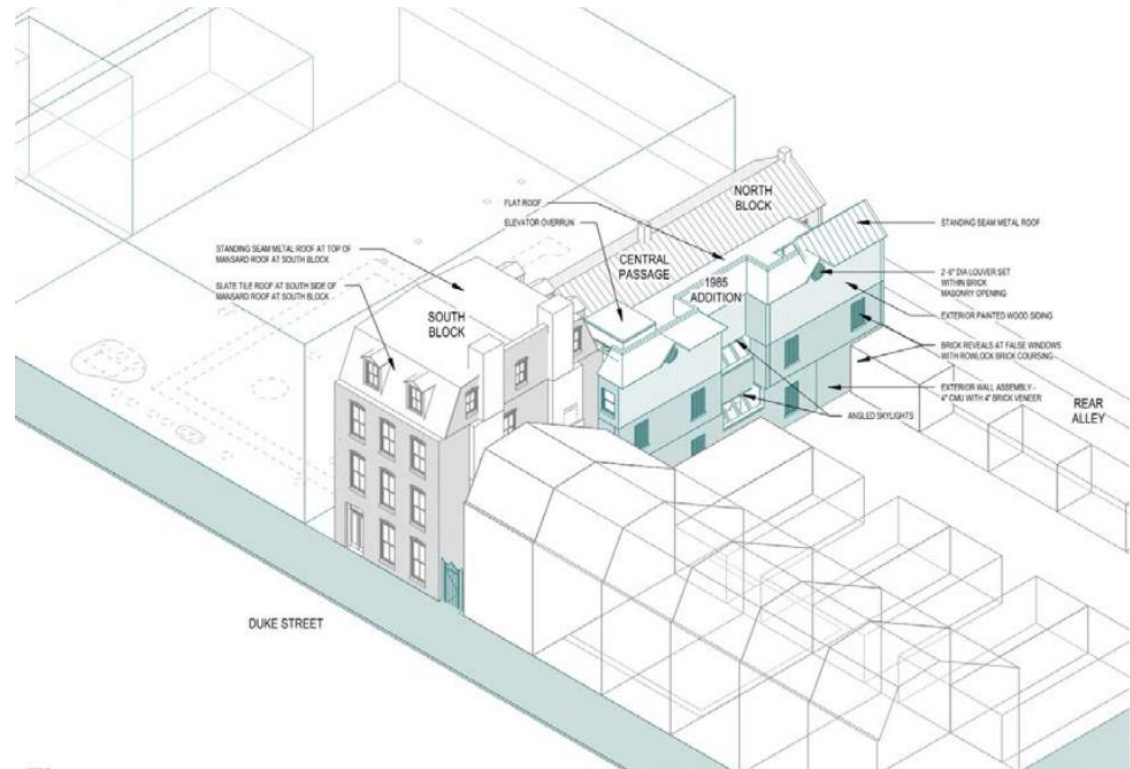 NORTH
BLOCK
FLAT ROOF
ELEVATOR OVERRUN
STANDING SEAM METAL ROOF
STANDING SEAM METAL ROOF AT TOP OF
MANSARD ROOF AT SOUTH BLOCK
CENTRAL
PASSAGE
2'-6" DIA LOUVER SET
WITHIN BRICK
MASONRY OPENING
SLATE TILE ROOF AT SOUTH SIDE OF
MANSARD ROOF AT SOUTH BLOCK
1985
ADDITION
SOUTH
BLOCK
EXTERIOR PAINTED WOOD SIDING
BRICK REVEALS AT FALSE WINDOWS
WITH ROWLOCK BRICK COURSING
EXTERIOR WALL ASSEMBLY -
4" CMU WITH 4" BRICK VENEER
REAR
ALLEY
ANGLED SKYLIGHTS
DUKE STREET